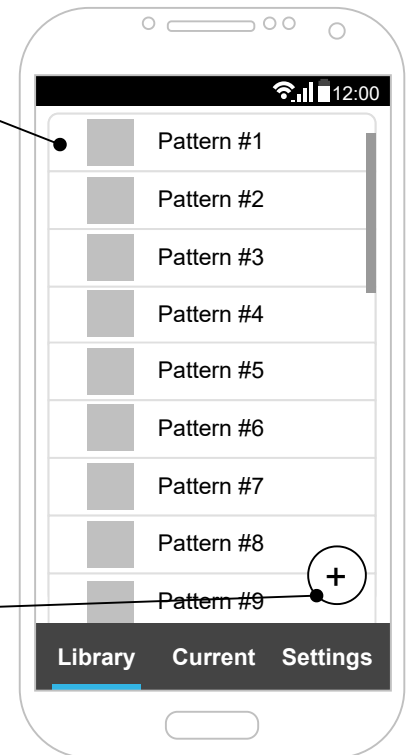 12:00
Pattern #1
Pattern #2
Pattern #3
Pattern #4
Pattern #5
Pattern #6
Pattern #7
Pattern #8
+
Pattern #9
Library Current Settings